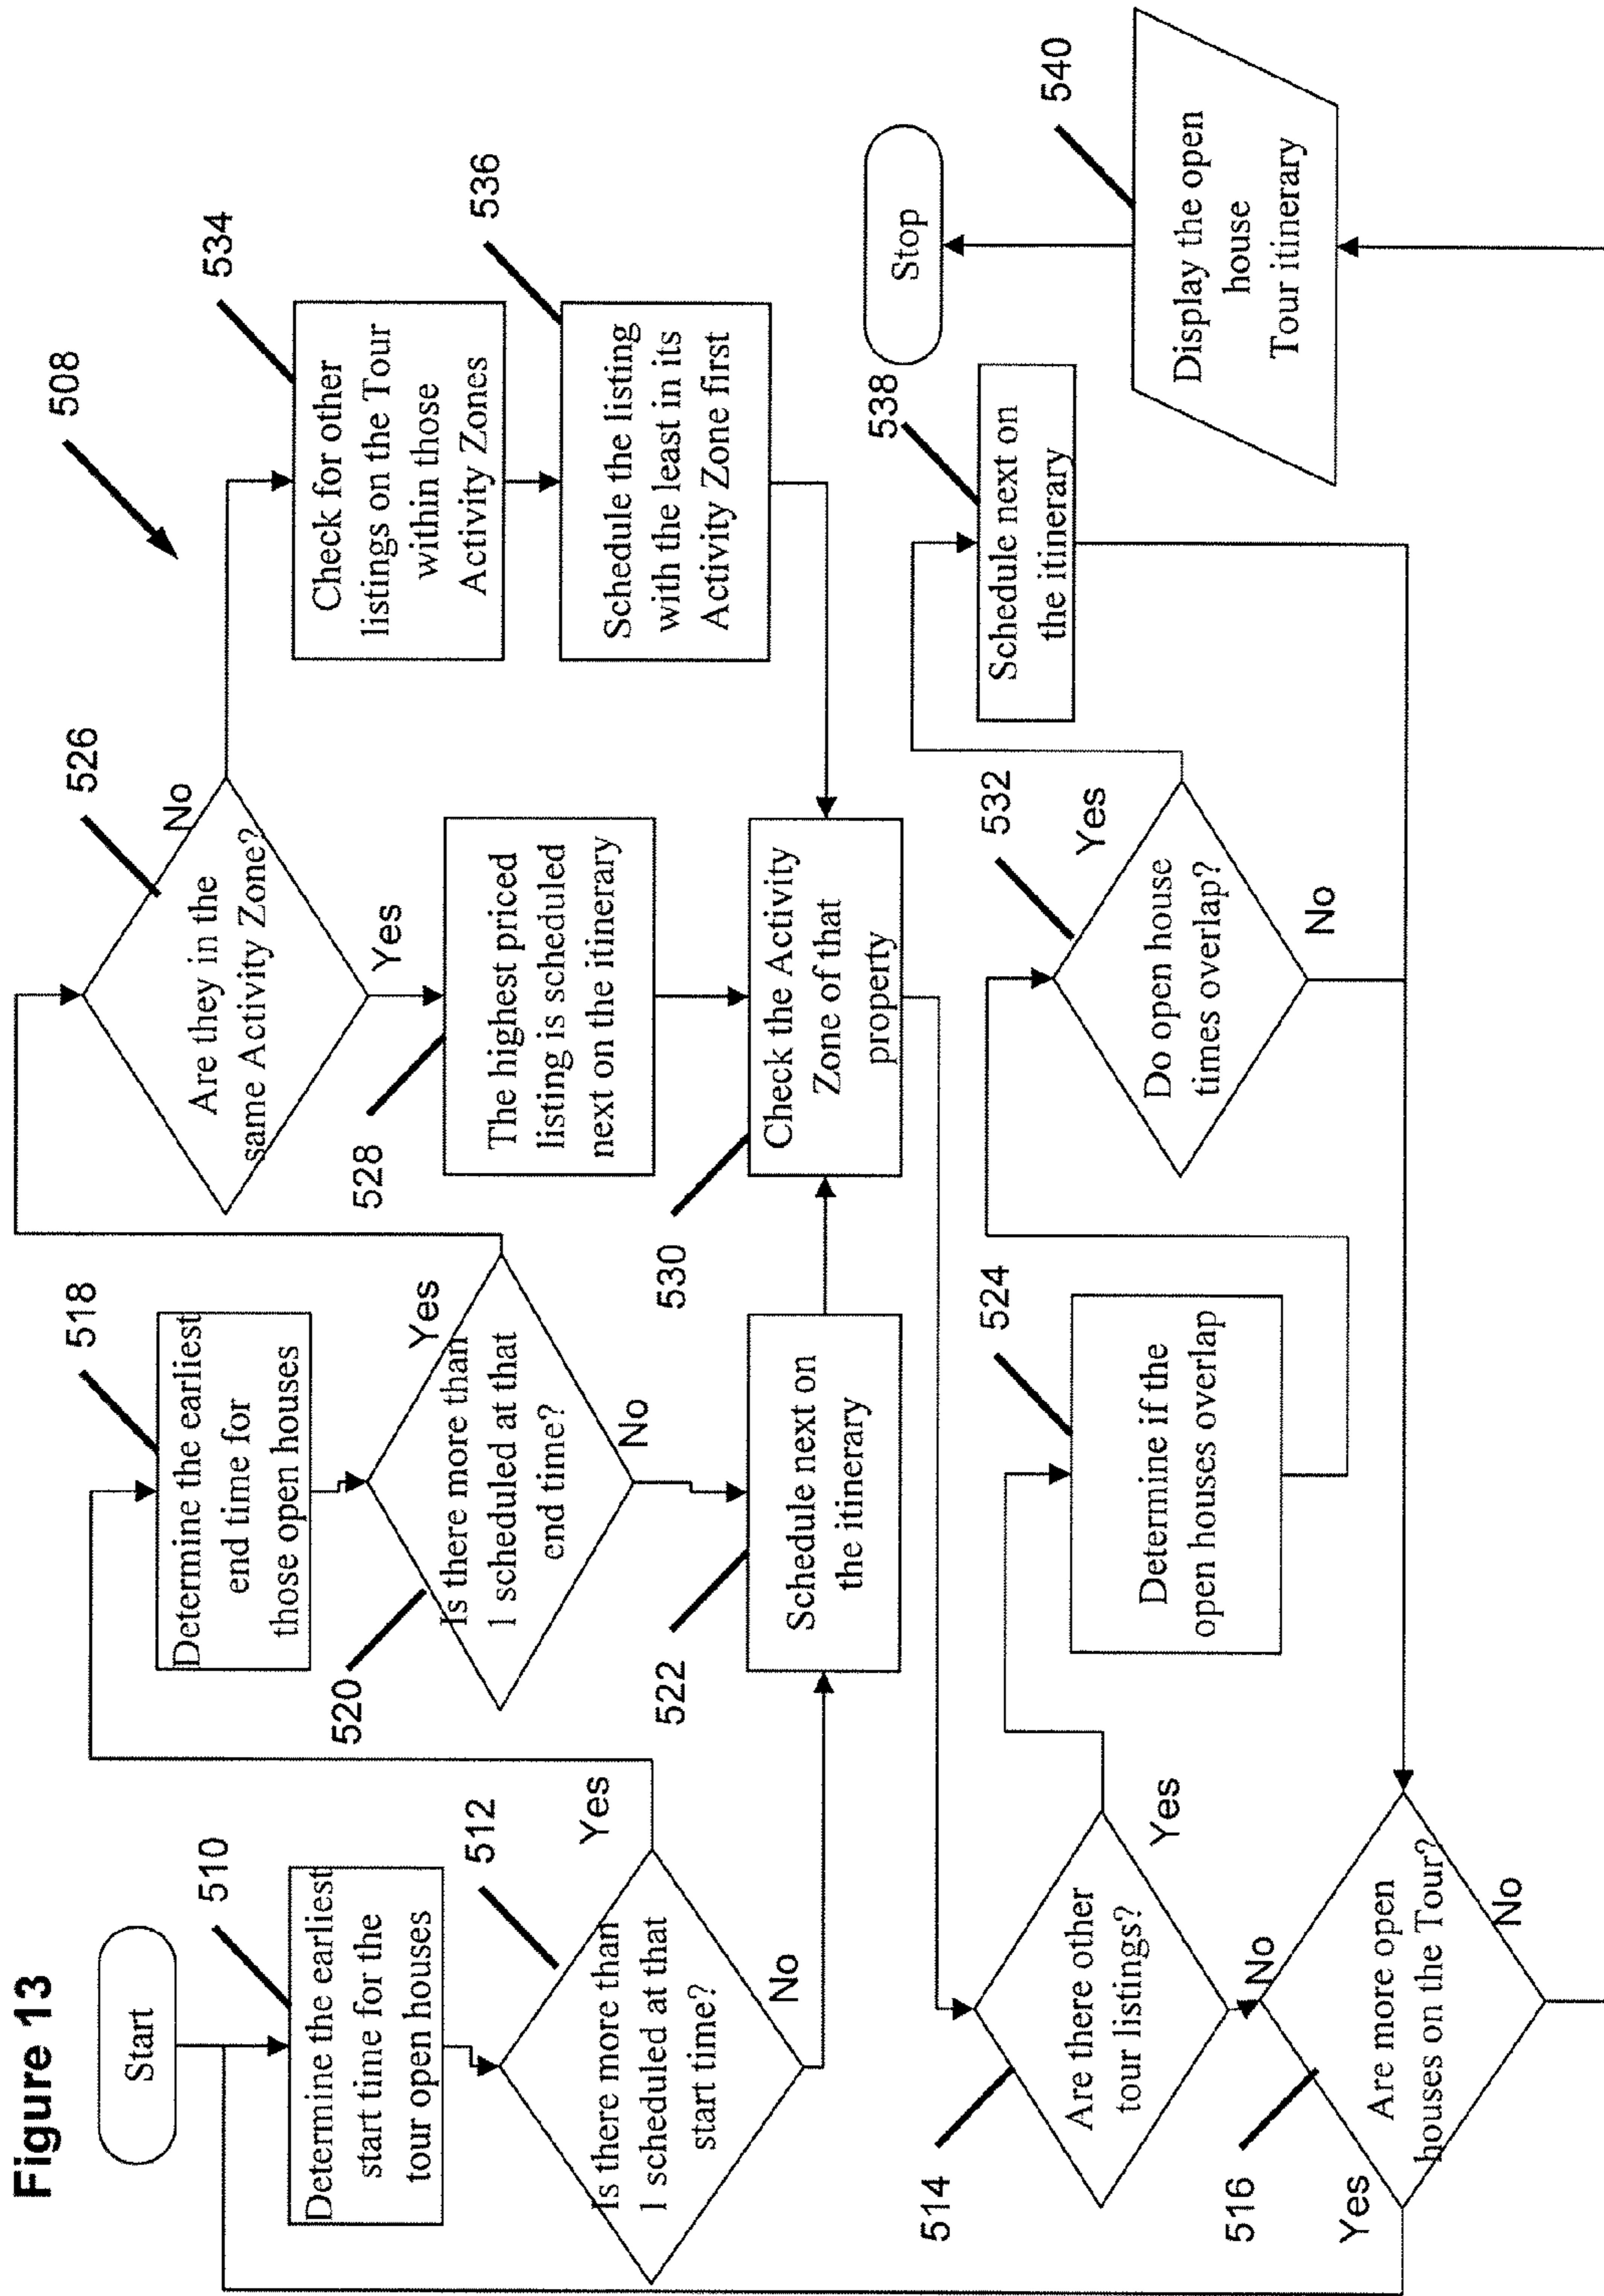 Figure 13
508
Start
510
Determine the earliest
start time for the
tour open houses
512
Is there more than
1 scheduled at that
start time?
Yes
No
518
Determine the earliest
end time for
those open houses
520
Is there more than
1 scheduled at that
end time?
Yes
No
522
Schedule next on
the itinerary
526
Are they in the
same Activity Zone?
No
Yes
528
The highest priced
listing is scheduled
next on the itinerary
530
Check the Activity
Zone of that
property
534
Check for other
listings on the Tour
within those
Activity Zones
536
Schedule the listing
with the least in its
Activity Zone first
514
Are there other
tour listings?
Yes
No
516
Are more open
houses on the Tour?
Yes
No
524
Determine if the
open houses overlap
532
Do open house
times overlap?
Yes
No
538
Schedule next on
the itinerary
540
Display the open
house
Tour itinerary
Stop